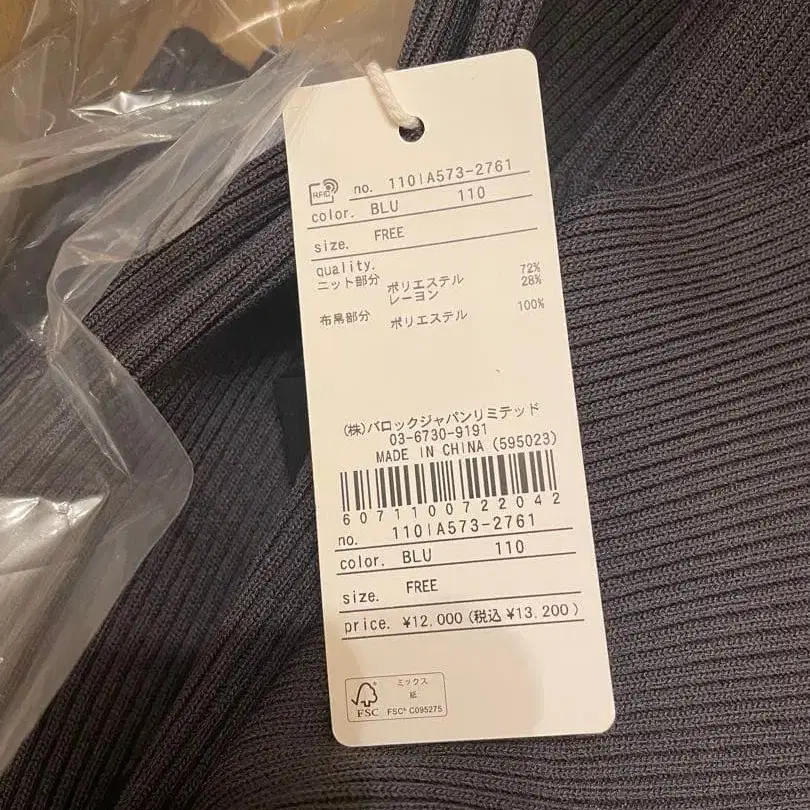 RFID no. 110IA573-2761
color. BLU 110
size. FREE
quality.
ニット部分 ポリエステル 72%
レーヨン 28%
布帛部分 ポリエステル 100%
(株)バロックジャパンリミテッド
03-6730-9191
MADE IN CHINA (595023)
6071100722042
no. 110IA573-2761
color. BLU 110
size. FREE
price. ¥12,000(税込¥13,200)
ミックス
紙
FSC® C095275
FSC